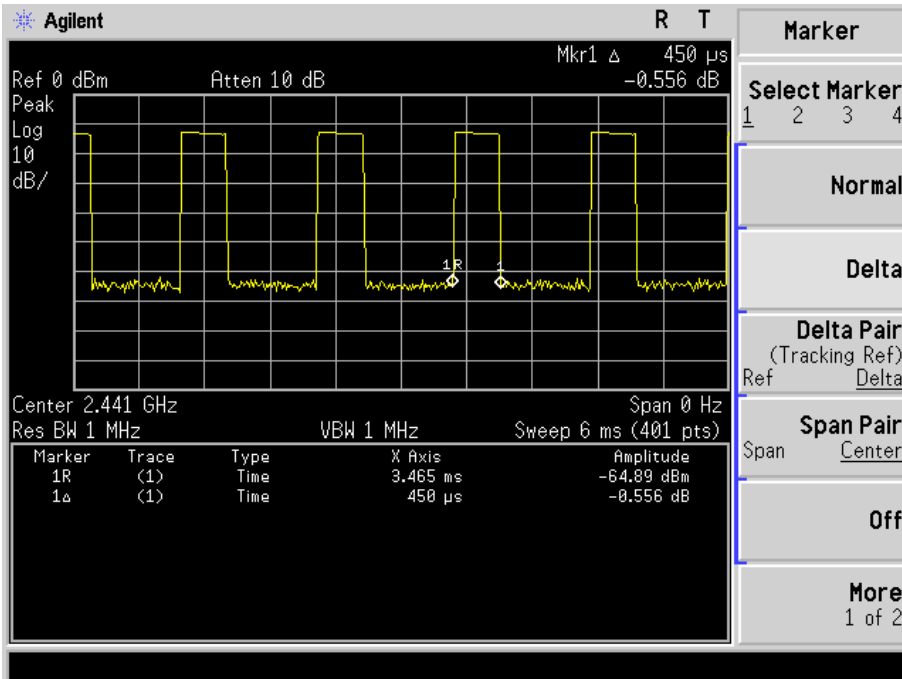 Agilent
R T
Mkr1 Δ 450 µs
Ref 0 dBm Atten 10 dB -0.556 dB
Peak
Log
10
dB/
1R
1
Center 2.441 GHz Span 0 Hz
Res BW 1 MHz VBW 1 MHz Sweep 6 ms (401 pts)
Marker Trace Type X Axis Amplitude
1R (1) Time 3.465 ms -64.89 dBm
1Δ (1) Time 450 µs -0.556 dB
Marker
Select Marker
1 2 3 4
Normal
Delta
Delta Pair
(Tracking Ref)
Ref Delta
Span Pair
Span Center
Off
More
1 of 2